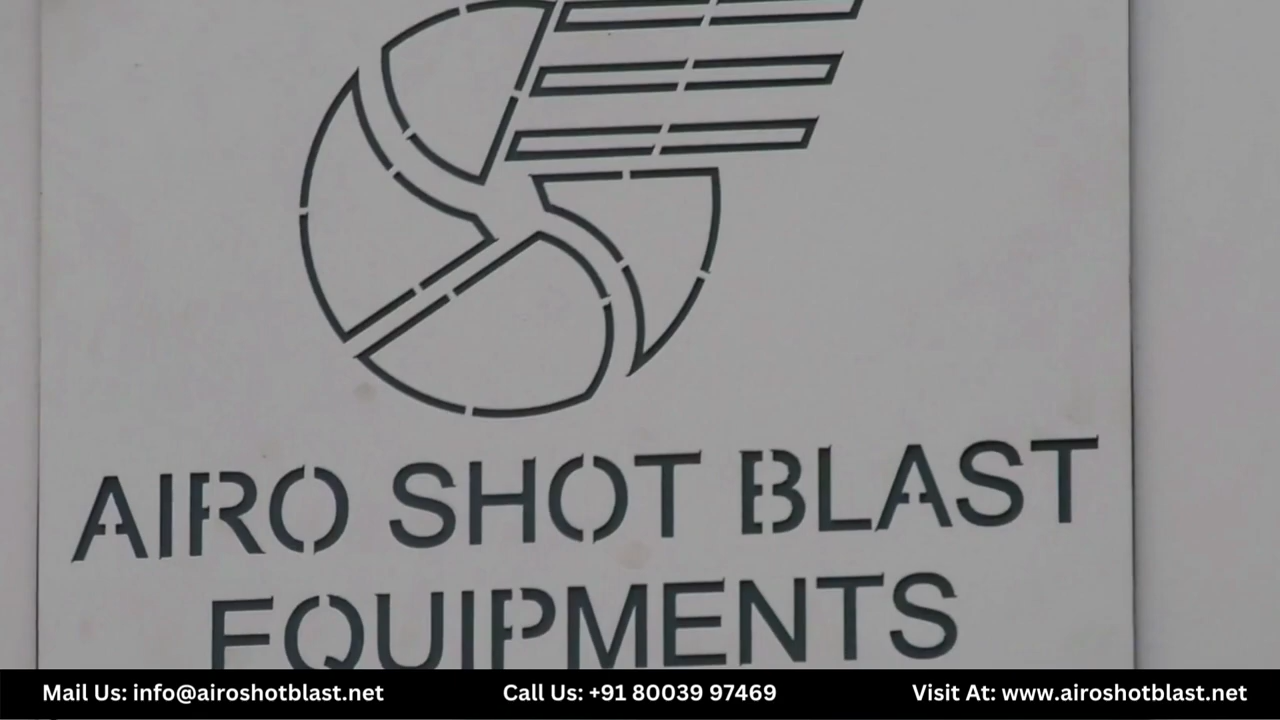 AIRO SHOT BLAST
EQUIPMENTS
Mail Us: info@airoshotblast.net Call Us: +91 80039 97469 Visit At: www.airoshotblast.net